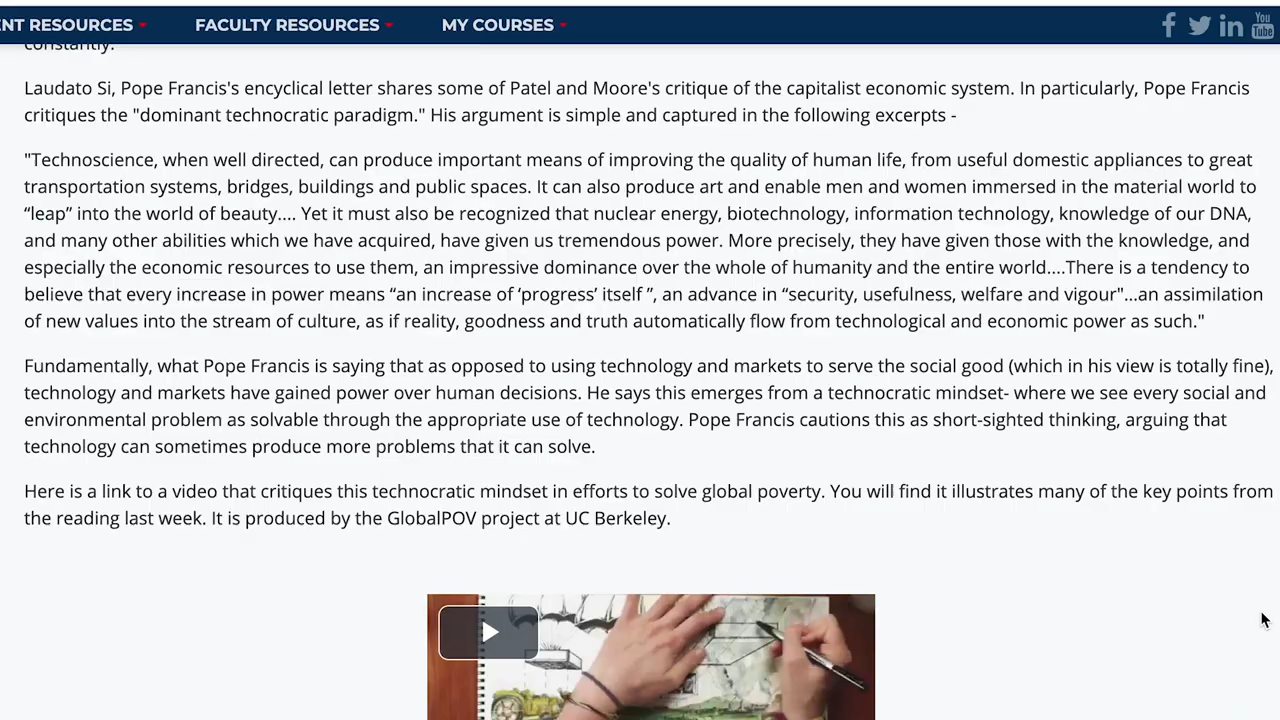 NT RESOURCES FACULTY RESOURCES MY COURSES You Tube
constantly.
Laudato Si, Pope Francis's encyclical letter shares some of Patel and Moore's critique of the capitalist economic system. In particularly, Pope Francis
critiques the "dominant technocratic paradigm." His argument is simple and captured in the following excerpts -
"Technoscience, when well directed, can produce important means of improving the quality of human life, from useful domestic appliances to great
transportation systems, bridges, buildings and public spaces. It can also produce art and enable men and women immersed in the material world to
“leap” into the world of beauty.... Yet it must also be recognized that nuclear energy, biotechnology, information technology, knowledge of our DNA,
and many other abilities which we have acquired, have given us tremendous power. More precisely, they have given those with the knowledge, and
especially the economic resources to use them, an impressive dominance over the whole of humanity and the entire world....There is a tendency to
believe that every increase in power means “an increase of ‘progress’ itself ”, an advance in “security, usefulness, welfare and vigour"...an assimilation
of new values into the stream of culture, as if reality, goodness and truth automatically flow from technological and economic power as such."
Fundamentally, what Pope Francis is saying that as opposed to using technology and markets to serve the social good (which in his view is totally fine),
technology and markets have gained power over human decisions. He says this emerges from a technocratic mindset- where we see every social and
environmental problem as solvable through the appropriate use of technology. Pope Francis cautions this as short-sighted thinking, arguing that
technology can sometimes produce more problems that it can solve.
Here is a link to a video that critiques this technocratic mindset in efforts to solve global poverty. You will find it illustrates many of the key points from
the reading last week. It is produced by the GlobalPOV project at UC Berkeley.